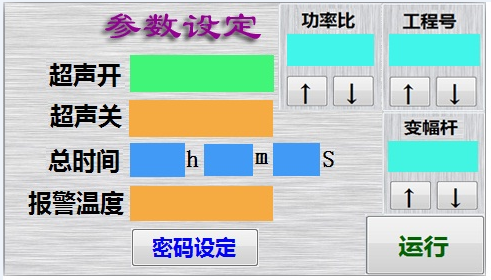 参数设定
功率比
工程号
超声开
↑ ↓
↑ ↓
超声关
变幅杆
总时间 h m S
报警温度
↑ ↓
密码设定
运行